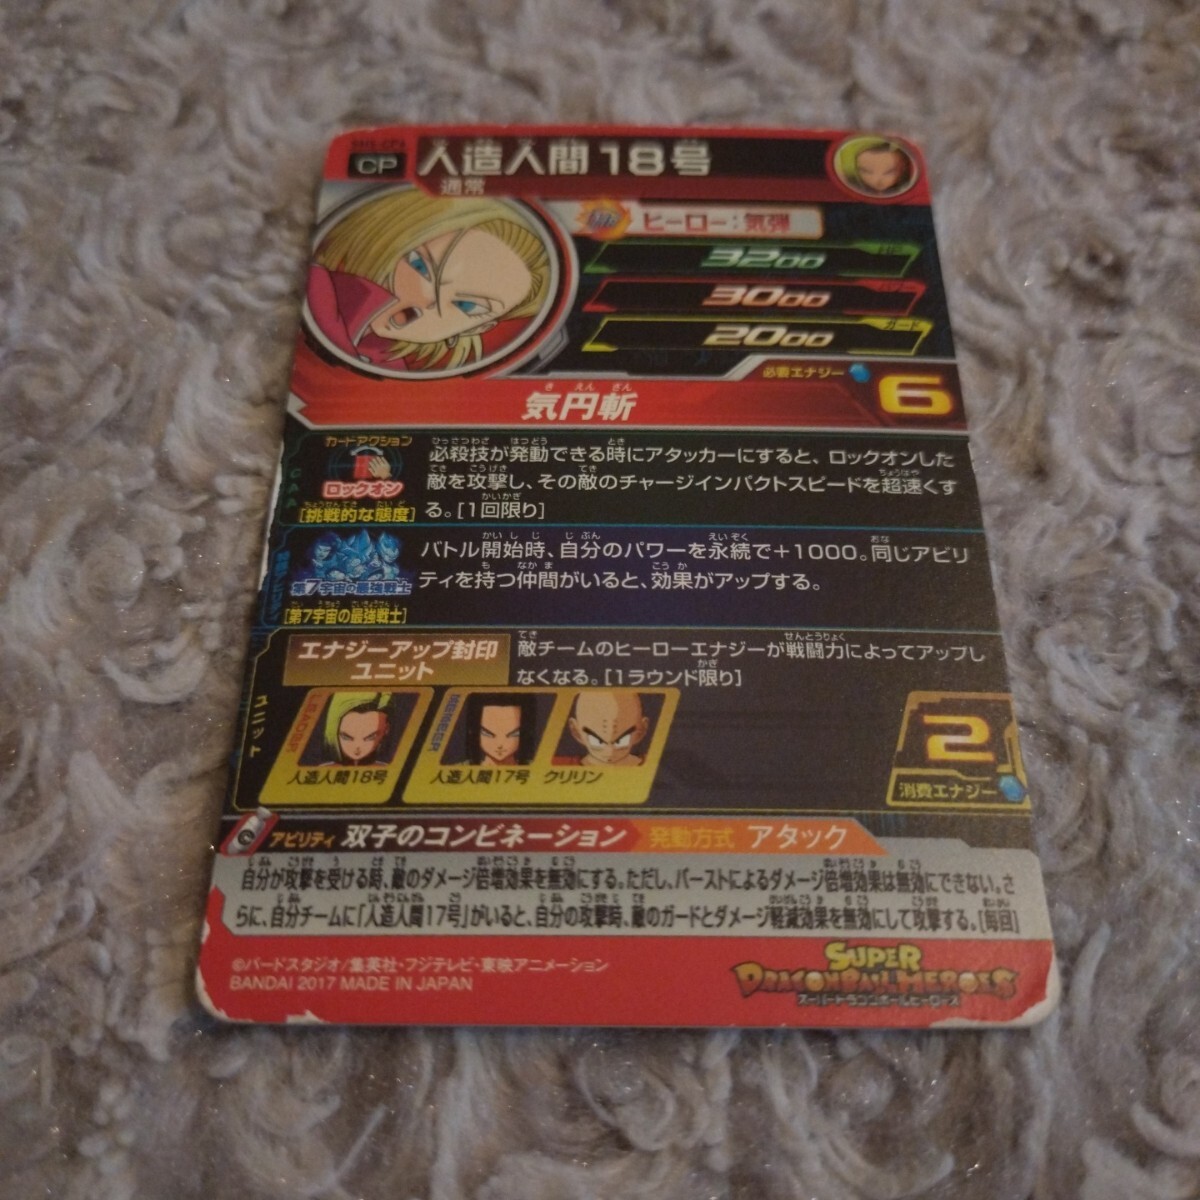 CP
人造人間18号
通常
ヒーロー:気弾
3200
パワー
3000
ガード
2000
必要エナジー
6
きえんざん
気円斬
カードアクション
ロックオン
[挑戦的な態度]
必殺技が発動できる時にアタッカーにすると、ロックオンした
敵を攻撃し、その敵のチャージインパクトスピードを超速くす
る。[1回限り]
第7宇宙の最強戦士
[第7宇宙の最強戦士]
バトル開始時、自分のパワーを永続で+1000。同じアビリ
ティを持つ仲間がいると、効果がアップする。
ユニット
エナジーアップ封印
ユニット
敵チームのヒーローエナジーが戦闘力によってアップし
なくなる。[1ラウンド限り]
LEADER
人造人間18号
MEMBER
人造人間17号
クリリン
2
消費エナジー
アビリティ 双子のコンビネーション 発動方式 アタック
自分が攻撃を受ける時、敵のダメージ倍増効果を無効にする。ただし、バーストによるダメージ倍増効果は無効にできない。さ
らに、自分チームに「人造人間17号」がいると、自分の攻撃時、敵のガードとダメージ軽減効果を無効にして攻撃する。[毎回]
©バードスタジオ/集英社・フジテレビ・東映アニメーション
BANDAI 2017 MADE IN JAPAN
SUPER
DRAGONBALL HEROES
スーパードラゴンボールヒーローズ